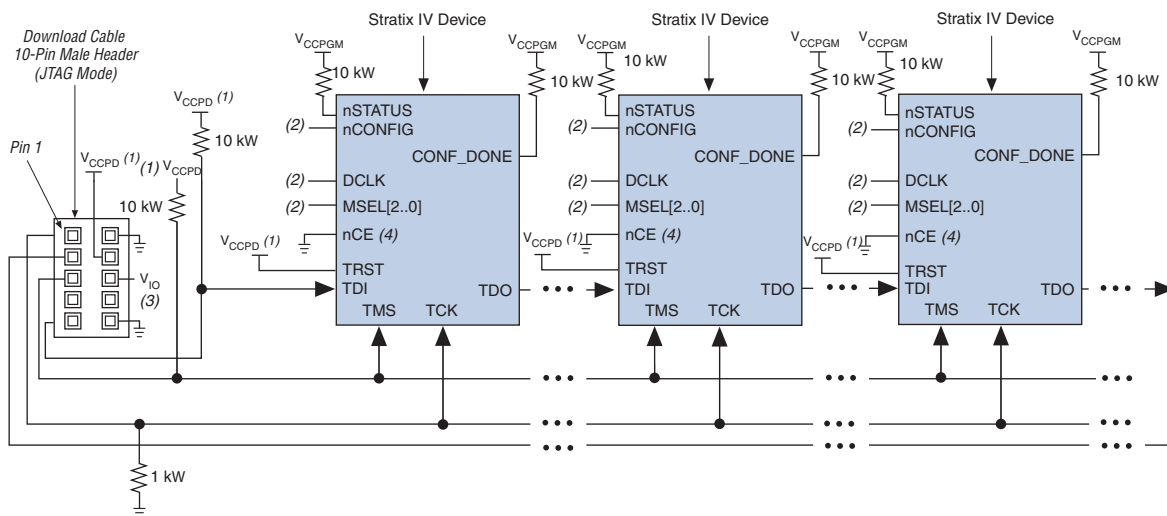 Download Cable
10-Pin Male Header
(JTAG Mode)
Pin 1
VCCPD (1)
10 kW
VCCPD (1)
(1)
VCCPD
10 kW
VIO
(3)
1 kW
Stratix IV Device
VCCPGM
10 kW
VCCPGM
10 kW
nSTATUS
(2)
nCONFIG
CONF_DONE
(2)
DCLK
(2)
MSEL[2..0]
nCE (4)
VCCPD (1)
TRST
TDI
TDO
TMS
TCK
Stratix IV Device
VCCPGM
10 kW
VCCPGM
10 kW
nSTATUS
(2)
nCONFIG
CONF_DONE
(2)
DCLK
(2)
MSEL[2..0]
nCE (4)
VCCPD (1)
TRST
TDI
TDO
TMS
TCK
Stratix IV Device
VCCPGM
10 kW
VCCPGM
10 kW
nSTATUS
(2)
nCONFIG
CONF_DONE
(2)
DCLK
(2)
MSEL[2..0]
nCE (4)
VCCPD (1)
TRST
TDI
TDO
TMS
TCK